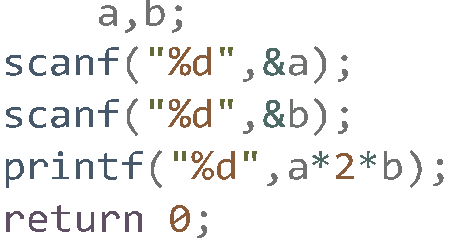 a,b;
scanf("%d",&a);
scanf("%d",&b);
printf("%d",a*2*b);
return 0;